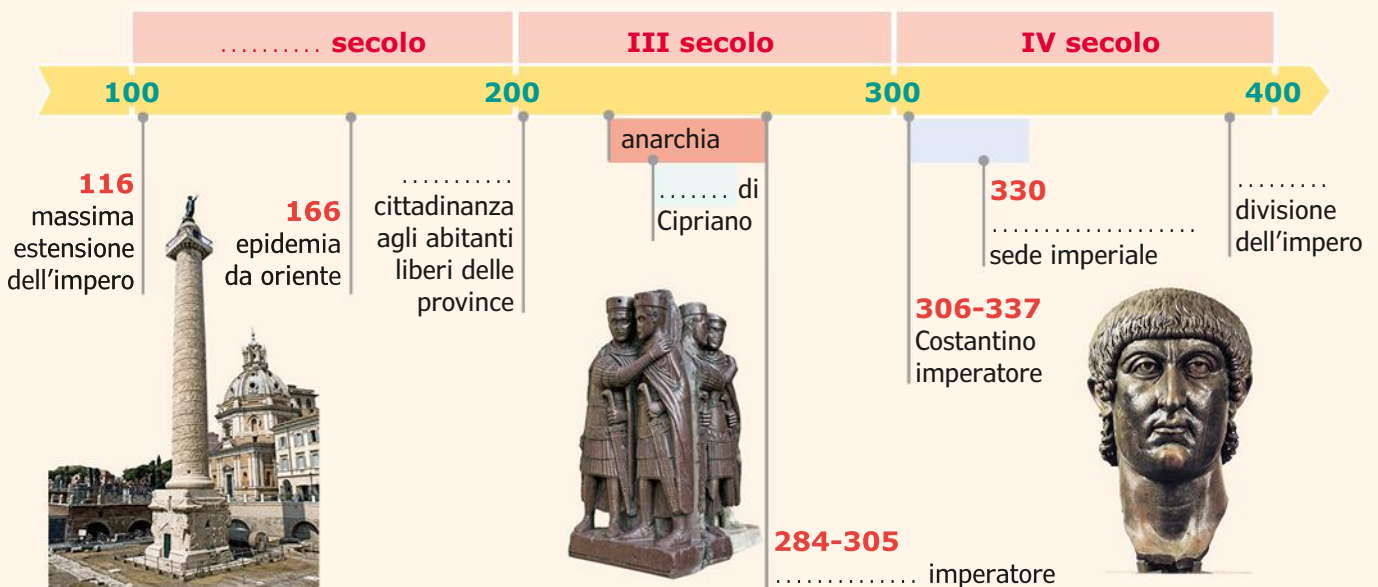 .......... secolo
III secolo
IV secolo
100
200
300
400
116
massima
estensione
dell'impero
166
epidemia
da oriente
...........
cittadinanza
agli abitanti
liberi delle
province
anarchia
....... di
Cipriano
284-305
.............. imperatore
306-337
Costantino
imperatore
330
....................
sede imperiale
.........
divisione
dell'impero